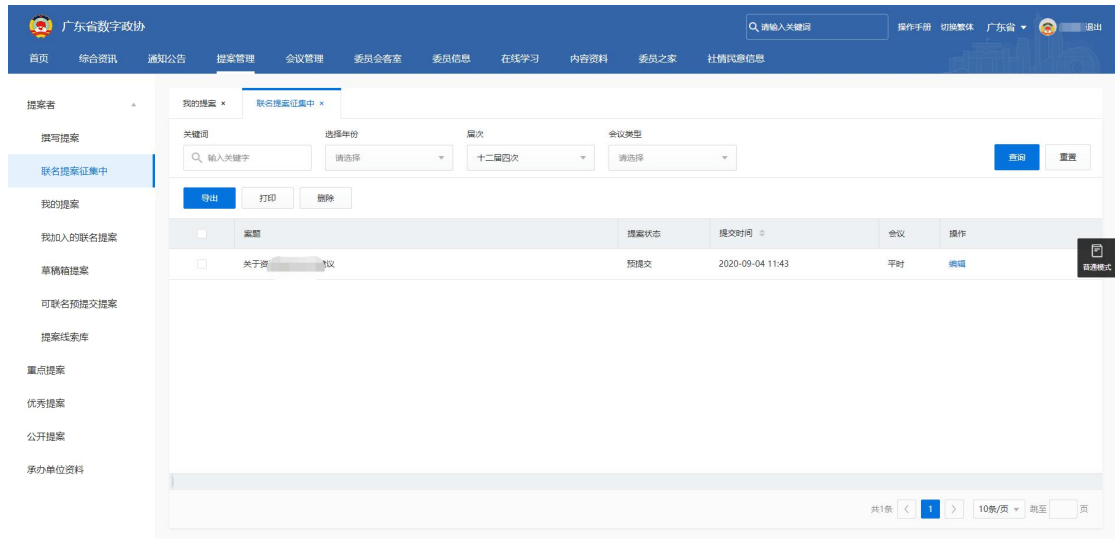 广东省数字政协
请输入关键词
操作手册 切换繁体 广东省 退出
首页 综合资讯 通知公告 提案管理 会议管理 委员会客室 委员信息 在线学习 内容资料 委员之家 社情民意信息
提案者
撰写提案
联名提案征集中
我的提案
我加入的联名提案
草稿箱提案
可联名预提交提案
提案线索库
重点提案
优秀提案
公开提案
承办单位资料
我的提案 × 联名提案征集中 ×
关键词 选择年份 届次 会议类型
输入关键字 请选择 十二届四次 请选择 查询 重置
导出 打印 删除
案题 提案状态 提交时间 会议 操作
关于资 建议 预提交 2020-09-04 11:43 平时 编辑
普通模式
共1条 < 1 > 10条/页 跳至 页